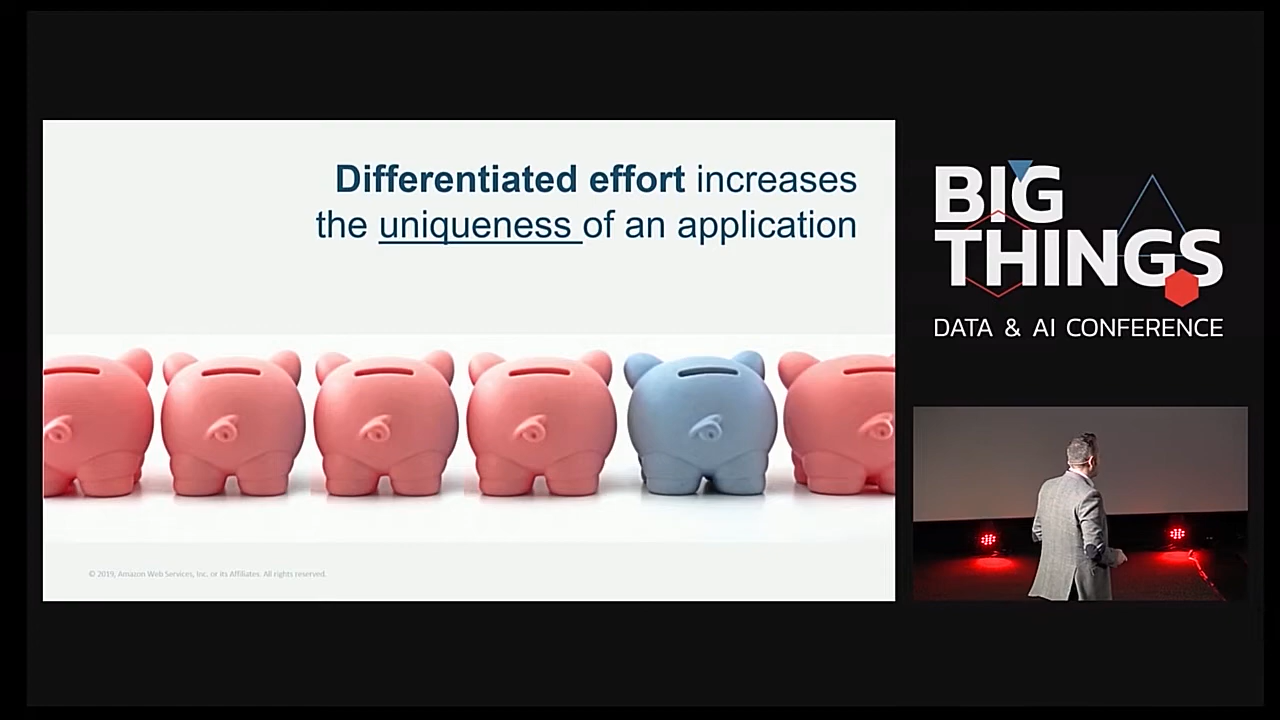 Differentiated effort increases
the uniqueness of an application
© 2019, Amazon Web Services, Inc. or its Affiliates. All rights reserved.
BIG
THINGS
DATA & AI CONFERENCE